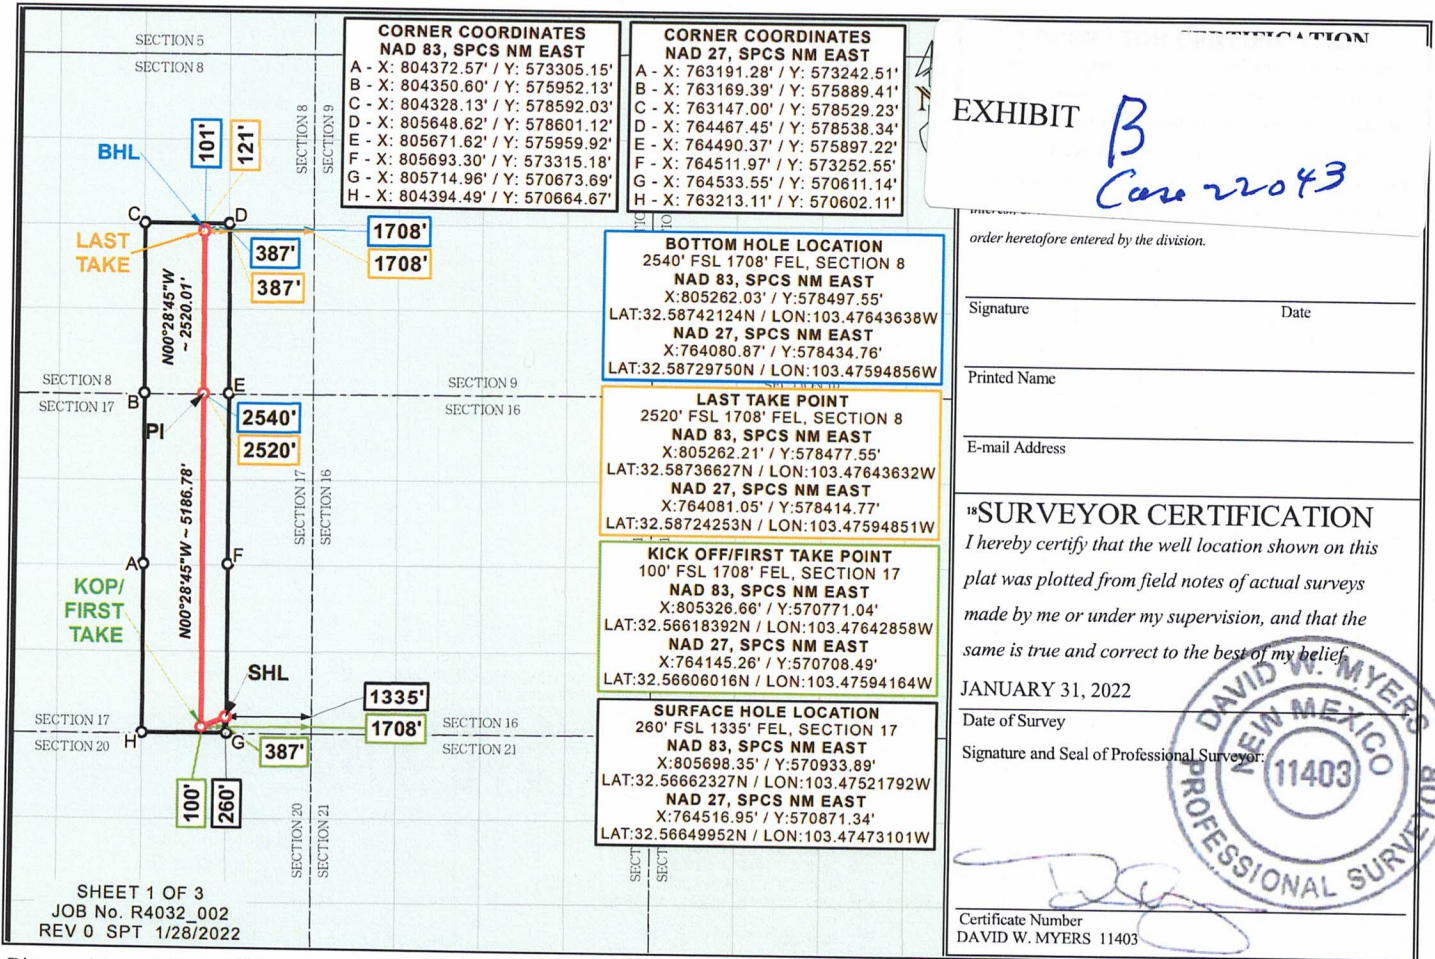 SECTION 5
SECTION 8
SECTION 8
SECTION 9
CORNER COORDINATES
NAD 83, SPCS NM EAST
A - X: 804372.57' / Y: 573305.15'
B - X: 804350.60' / Y: 575952.13'
C - X: 804328.13' / Y: 578592.03'
D - X: 805648.62' / Y: 578601.12'
E - X: 805671.62' / Y: 575959.92'
F - X: 805693.30' / Y: 573315.18'
G - X: 805714.96' / Y: 570673.69'
H - X: 804394.49' / Y: 570664.67'
CORNER COORDINATES
NAD 27, SPCS NM EAST
A - X: 763191.28' / Y: 573242.51'
B - X: 763169.39' / Y: 575889.41'
C - X: 763147.00' / Y: 578529.23'
D - X: 764467.45' / Y: 578538.34'
E - X: 764490.37' / Y: 575897.22'
F - X: 764511.97' / Y: 573252.55'
G - X: 764533.55' / Y: 570611.14'
H - X: 763213.11' / Y: 570602.11'
EXHIBIT B
Case 22043
order heretofore entered by the division.
Signature Date
Printed Name
E-mail Address
BHL
101'
121'
C
D
LAST
TAKE
387'
387'
1708'
1708'
N00°28'45"W
~ 2520.01'
SECTION 8
SECTION 17
SECTION 9
SECTION 16
B
E
PI
2540'
2520'
SECTION 17
SECTION 16
N00°28'45"W ~ 5186.78'
A
F
KOP/
FIRST
TAKE
SHL
1335'
1708'
387'
SECTION 17
SECTION 20
SECTION 16
SECTION 21
H
G
100'
260'
SECTION 20
SECTION 21
BOTTOM HOLE LOCATION
2540' FSL 1708' FEL, SECTION 8
NAD 83, SPCS NM EAST
X:805262.03' / Y:578497.55'
LAT:32.58742124N / LON:103.47643638W
NAD 27, SPCS NM EAST
X:764080.87' / Y:578434.76'
LAT:32.58729750N / LON:103.47594856W
LAST TAKE POINT
2520' FSL 1708' FEL, SECTION 8
NAD 83, SPCS NM EAST
X:805262.21' / Y:578477.55'
LAT:32.58736627N / LON:103.47643632W
NAD 27, SPCS NM EAST
X:764081.05' / Y:578414.77'
LAT:32.58724253N / LON:103.47594851W
KICK OFF/FIRST TAKE POINT
100' FSL 1708' FEL, SECTION 17
NAD 83, SPCS NM EAST
X:805326.66' / Y:570771.04'
LAT:32.56618392N / LON:103.47642858W
NAD 27, SPCS NM EAST
X:764145.26' / Y:570708.49'
LAT:32.56606016N / LON:103.47594164W
SURFACE HOLE LOCATION
260' FSL 1335' FEL, SECTION 17
NAD 83, SPCS NM EAST
X:805698.35' / Y:570933.89'
LAT:32.56662327N / LON:103.47521792W
NAD 27, SPCS NM EAST
X:764516.95' / Y:570871.34'
LAT:32.56649952N / LON:103.47473101W
18SURVEYOR CERTIFICATION
I hereby certify that the well location shown on this
plat was plotted from field notes of actual surveys
made by me or under my supervision, and that the
same is true and correct to the best of my belief.
JANUARY 31, 2022
Date of Survey
Signature and Seal of Professional Surveyor:
DAVID W. MYERS
NEW MEXICO
11403
PROFESSIONAL SURVEYOR
Certificate Number
DAVID W. MYERS 11403
SHEET 1 OF 3
JOB No. R4032_002
REV 0 SPT 1/28/2022